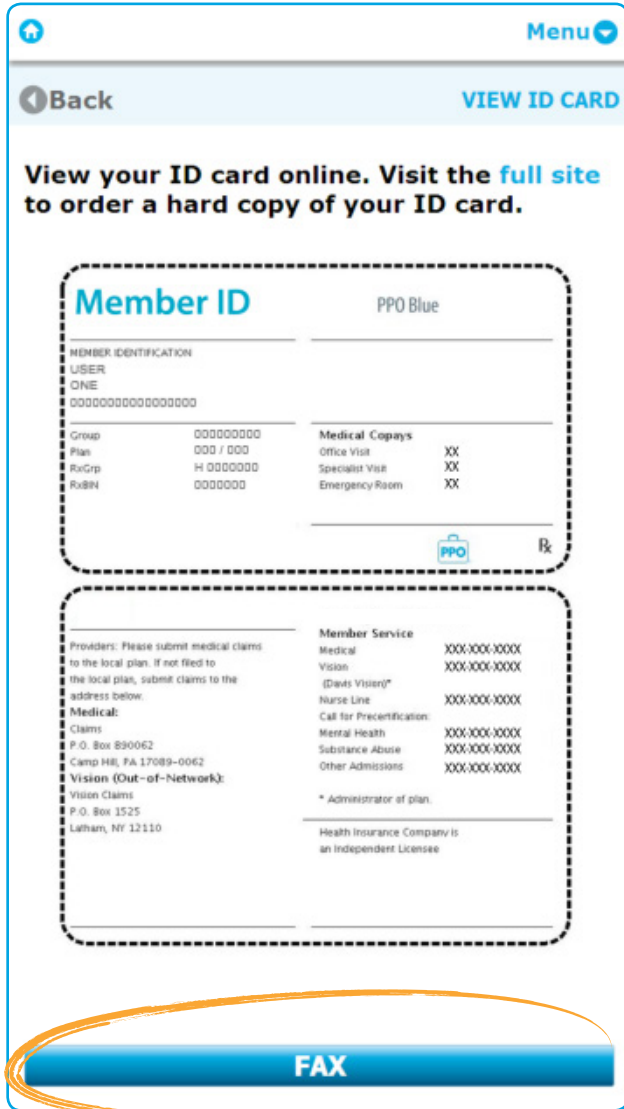 Menu
Back
VIEW ID CARD
View your ID card online. Visit the full site
to order a hard copy of your ID card.
Member ID
PPO Blue
MEMBER IDENTIFICATION
USER
ONE
00000000000000000
Group 000000000
Plan 000 / 000
RxGrp H 0000000
RxBIN 0000000
Medical Copays
Office Visit XX
Specialist Visit XX
Emergency Room XX
PPO
Rx
Providers: Please submit medical claims
to the local plan. If not filed to
the local plan, submit claims to the
address below.
Medical:
Claims
P.O. Box 890062
Camp Hill, PA 17089-0062
Vision (Out-of-Network):
Vision Claims
P.O. Box 1525
Latham, NY 12110
Member Service
Medical XXX-XXX-XXXX
Vision XXX-XXX-XXXX
(Davis Vision)*
Nurse Line XXX-XXX-XXXX
Call for Precertification:
Mental Health XXX-XXX-XXXX
Substance Abuse XXX-XXX-XXXX
Other Admissions XXX-XXX-XXXX
* Administrator of plan.
Health Insurance Company is
an Independent Licensee
FAX